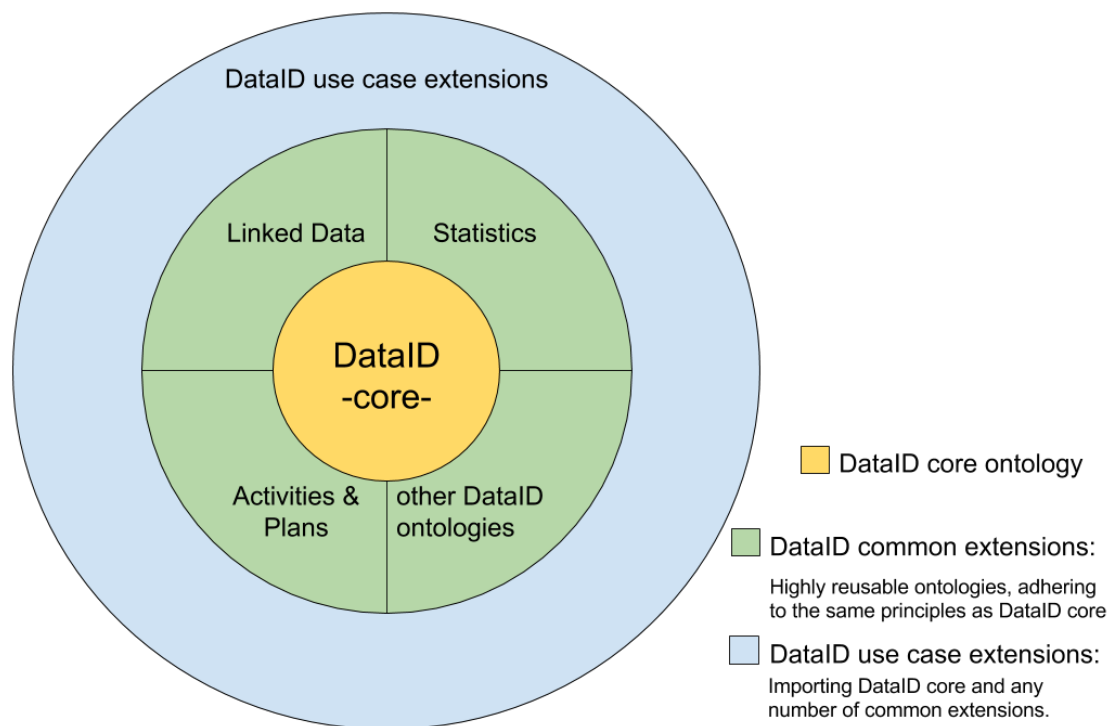 DataID use case extensions
Linked Data
Statistics
DataID
-core-
Activities &
Plans
other DataID
ontologies
DataID core ontology
DataID common extensions:
Highly reusable ontologies, adhering
to the same principles as DataID core
DataID use case extensions:
Importing DataID core and any
number of common extensions.